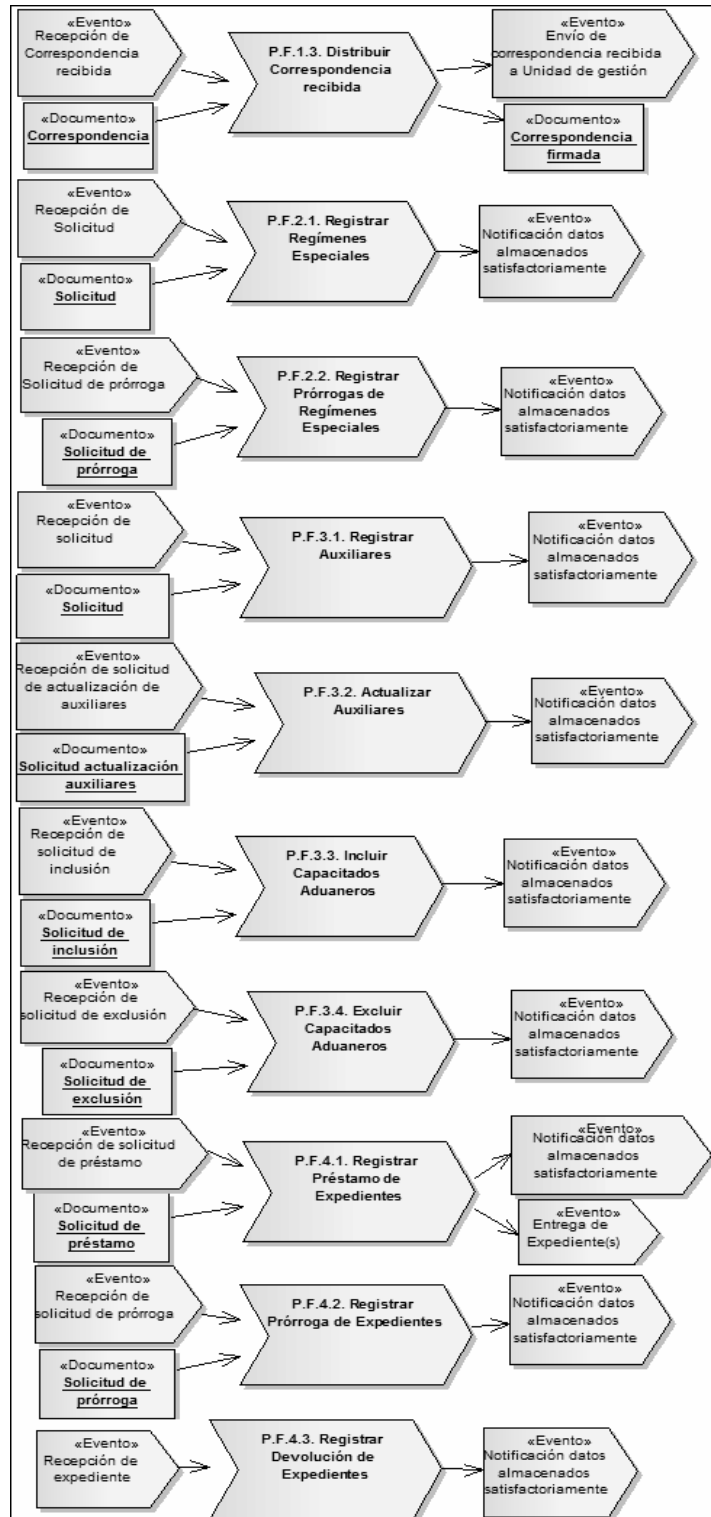 «Evento»
Recepción de
Correspondencia
recibida
«Documento»
Correspondencia
P.F.1.3. Distribuir
Correspondencia
recibida
«Evento»
Envío de
correspondencia recibida
a Unidad de gestión
«Documento»
Correspondencia
firmada
«Evento»
Recepción de
Solicitud
«Documento»
Solicitud
P.F.2.1. Registrar
Regímenes
Especiales
«Evento»
Notificación datos
almacenados
satisfactoriamente
«Evento»
Recepción de
Solicitud de prórroga
«Documento»
Solicitud de
prórroga
P.F.2.2. Registrar
Prórrogas de
Regímenes
Especiales
«Evento»
Notificación datos
almacenados
satisfactoriamente
«Evento»
Recepción de
solicitud
«Documento»
Solicitud
P.F.3.1. Registrar
Auxiliares
«Evento»
Notificación datos
almacenados
satisfactoriamente
«Evento»
Recepción de solicitud
de actualización de
auxiliares
«Documento»
Solicitud actualización
auxiliares
P.F.3.2. Actualizar
Auxiliares
«Evento»
Notificación datos
almacenados
satisfactoriamente
«Evento»
Recepción de
solicitud de
inclusión
«Documento»
Solicitud de
inclusión
P.F.3.3. Incluir
Capacitados
Aduaneros
«Evento»
Notificación datos
almacenados
satisfactoriamente
«Evento»
Recepción de
solicitud de exclusión
«Documento»
Solicitud de
exclusión
P.F.3.4. Excluir
Capacitados
Aduaneros
«Evento»
Notificación datos
almacenados
satisfactoriamente
«Evento»
Recepción de solicitud
de préstamo
«Documento»
Solicitud de
préstamo
P.F.4.1. Registrar
Préstamo de
Expedientes
«Evento»
Notificación datos
almacenados
satisfactoriamente
«Evento»
Entrega de
Expediente(s)
«Evento»
Recepción de
solicitud de prórroga
«Documento»
Solicitud de
prórroga
P.F.4.2. Registrar
Prórroga de Expedientes
«Evento»
Notificación datos
almacenados
satisfactoriamente
«Evento»
Recepción de
expediente
P.F.4.3. Registrar
Devolución de
Expedientes
«Evento»
Notificación datos
almacenados
satisfactoriamente